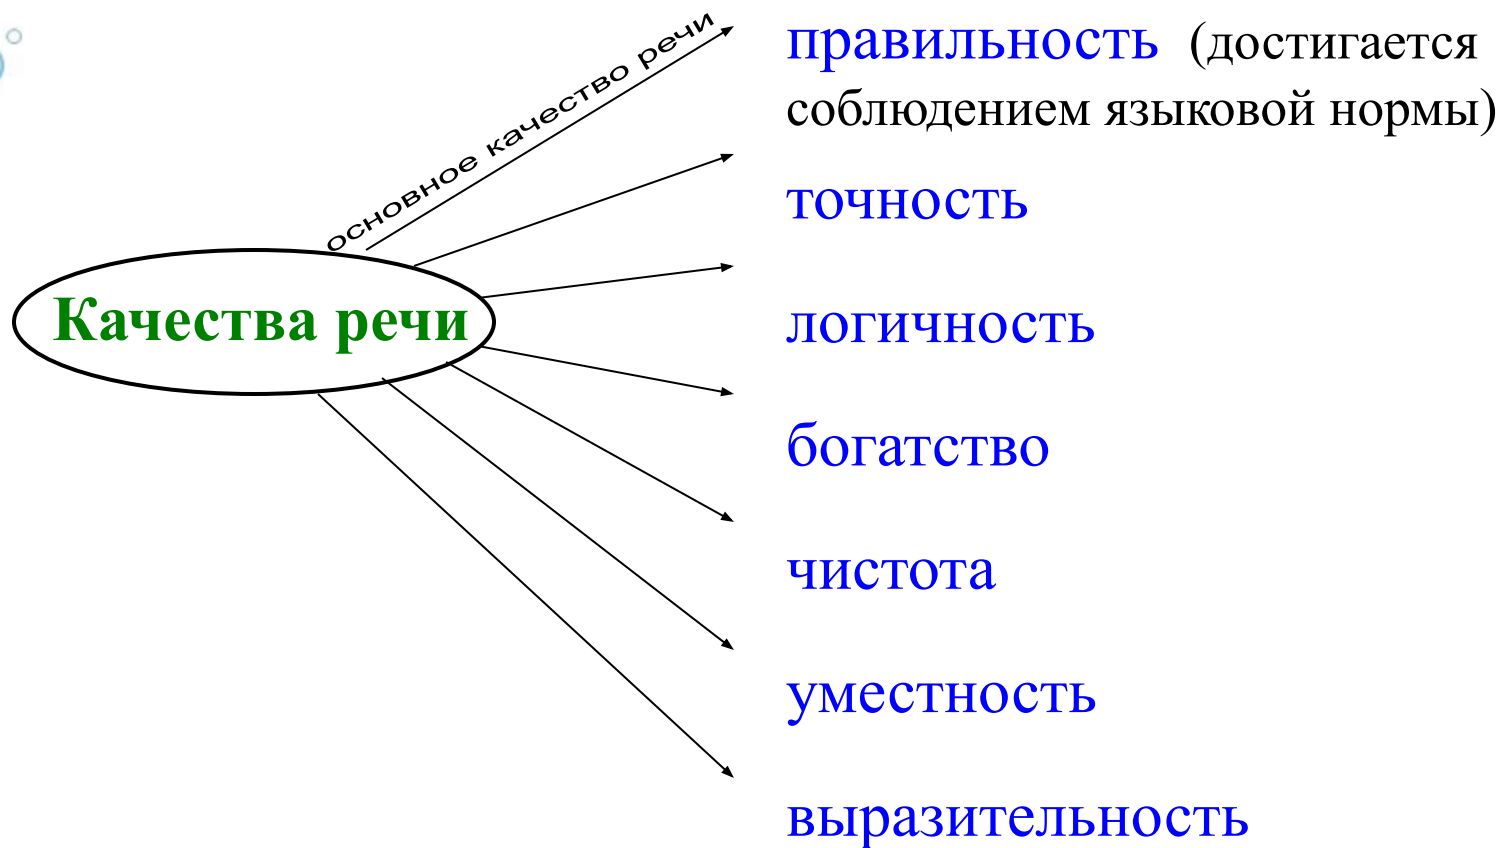 основное качество речи
правильность (достигается
соблюдением языковой нормы)
точность
Качества речи
логичность
богатство
чистота
уместность
выразительность